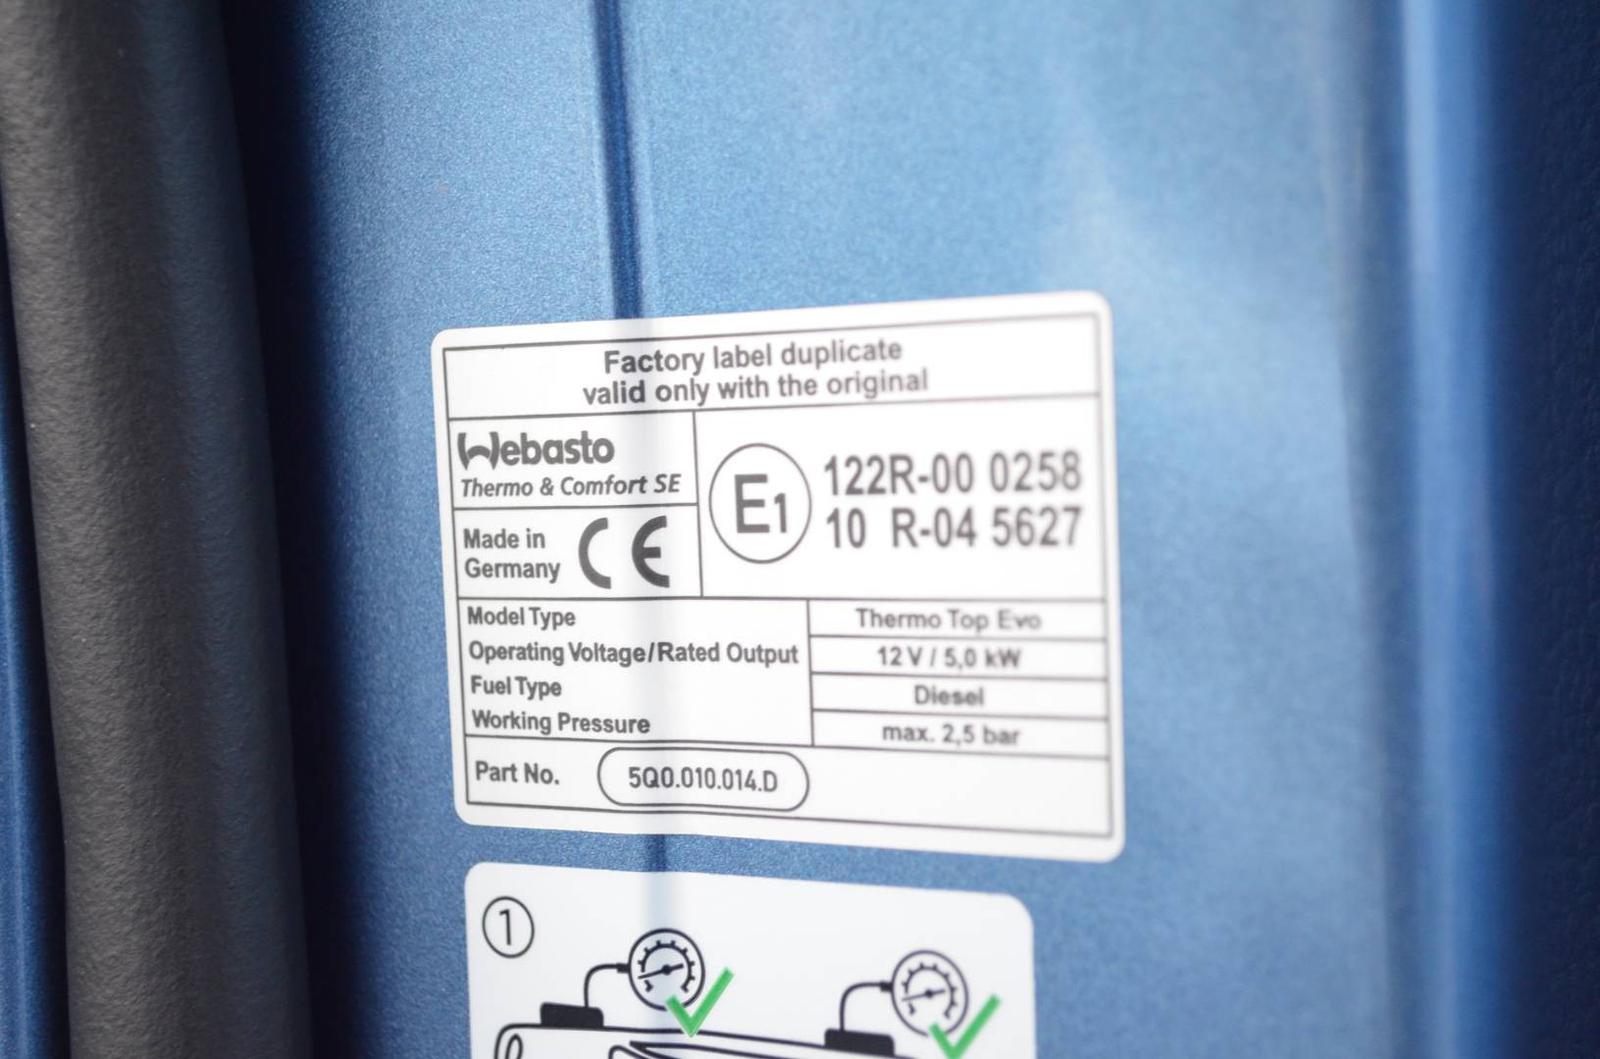 Factory label duplicate
valid only with the original
Webasto
Thermo & Comfort SE
Made in
Germany
CE
E1
122R-00 0258
10 R-04 5627
Model Type
Thermo Top Evo
Operating Voltage/Rated Output
12 V / 5,0 kW
Fuel Type
Diesel
Working Pressure
max. 2,5 bar
Part No.
5Q0.010.014.D
1